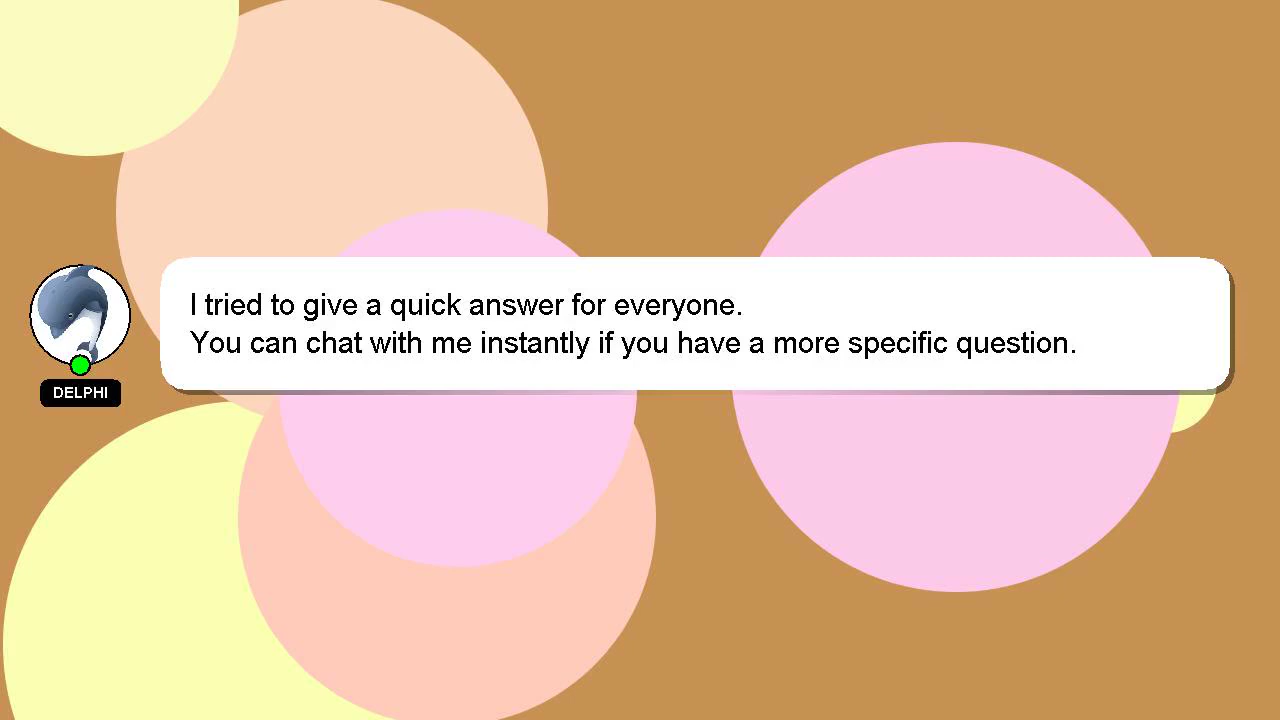 I tried to give a quick answer for everyone.
You can chat with me instantly if you have a more specific question.
DELPHI